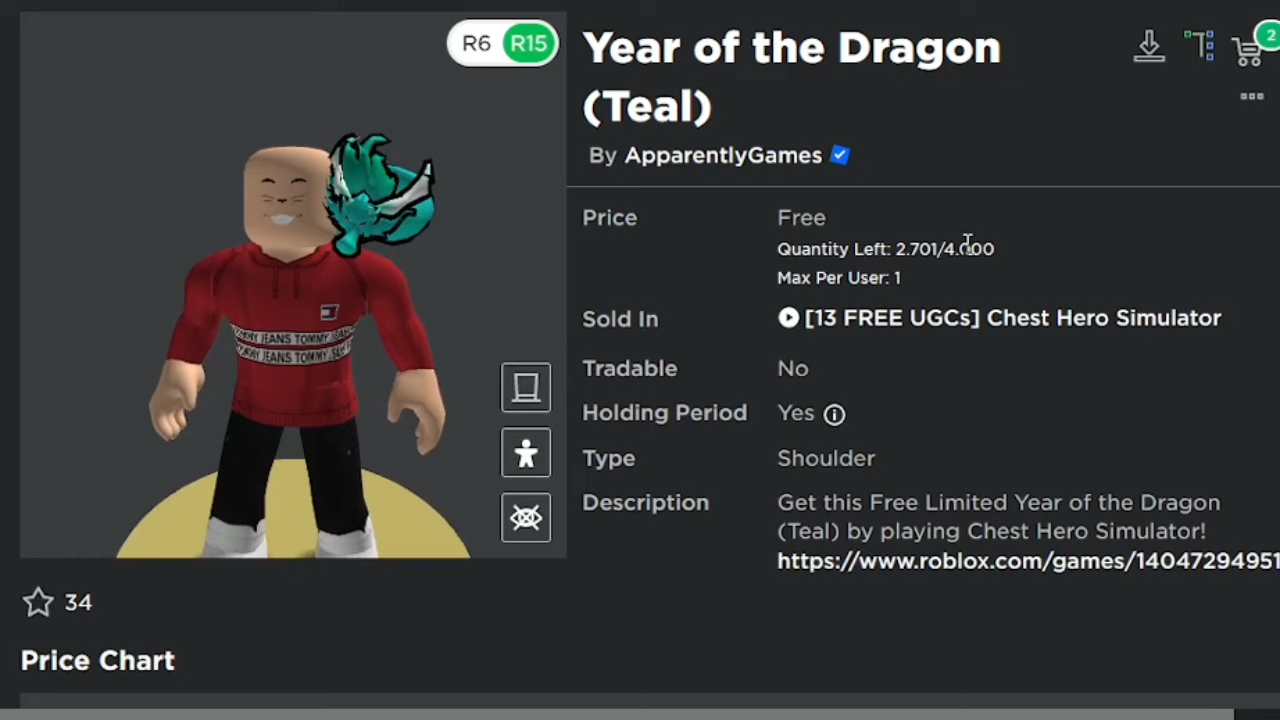 R6 R15
Year of the Dragon
(Teal)
2
By ApparentlyGames
Price Free
Quantity Left: 2.701/4.000
Max Per User: 1
Sold In [13 FREE UGCs] Chest Hero Simulator
Tradable No
Holding Period Yes
Type Shoulder
Description Get this Free Limited Year of the Dragon
(Teal) by playing Chest Hero Simulator!
https://www.roblox.com/games/14047294951
34
Price Chart